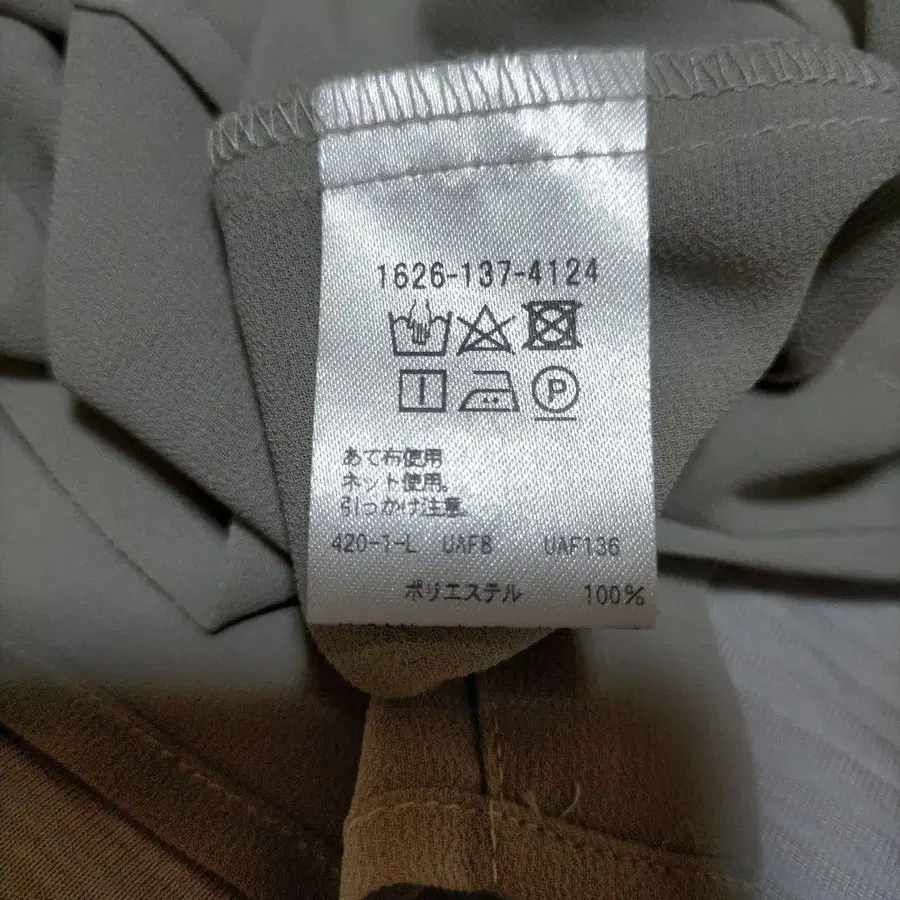 1626-137-4124
P
あて布使用
ネット使用。
引っかけ注意。
420-1-L UAF8 UAF136
ポリエステル 100%